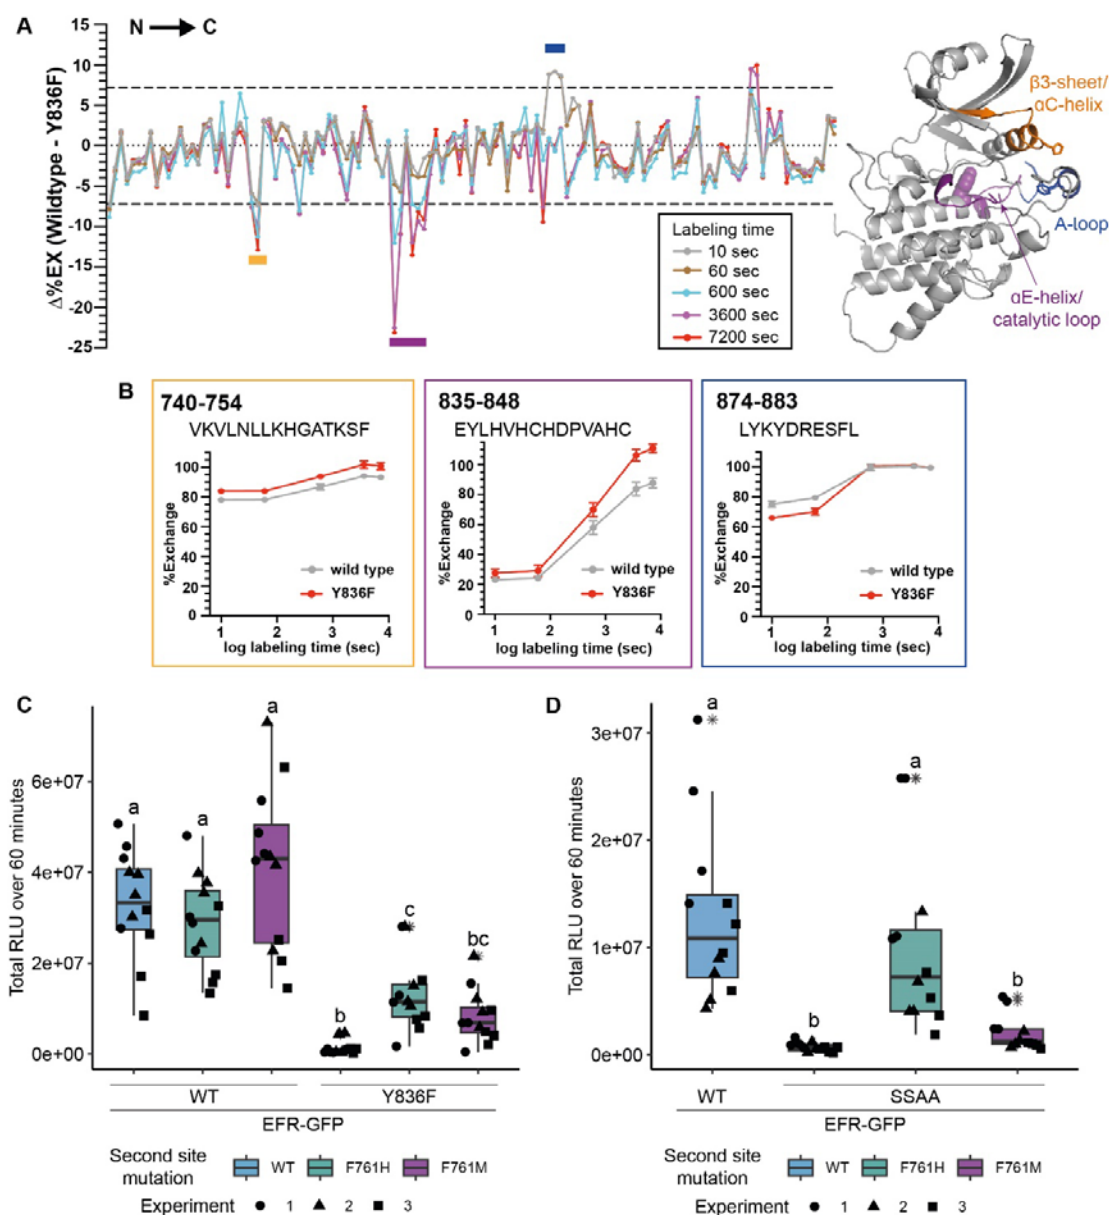 A
N → C
Δ%EX (Wildtype - Y836F)
15
10
5
0
-5
-10
-15
-20
-25
Labeling time
10 sec
60 sec
600 sec
3600 sec
7200 sec
β3-sheet/
αC-helix
A-loop
αE-helix/
catalytic loop
B
740-754
VKVLNLLKHGATKSF
%Exchange
100
80
60
40
20
0
wild type
Y836F
1 2 3 4
log labeling time (sec)
835-848
EYLHVHCHDPVAHC
%Exchange
100
80
60
40
20
0
wild type
Y836F
1 2 3 4
log labeling time (sec)
874-883
LYKYDRESFL
%Exchange
100
80
60
40
20
0
wild type
Y836F
1 2 3 4
log labeling time (sec)
C
Total RLU over 60 minutes
6e+07
4e+07
2e+07
0e+00
a
a
a
b
c
bc
WT Y836F
EFR-GFP
Second site
mutation
WT F761H F761M
Experiment 1 2 3
D
Total RLU over 60 minutes
3e+07
2e+07
1e+07
0e+00
a
b
a
b
WT SSAA
EFR-GFP
Second site
mutation
WT F761H F761M
Experiment 1 2 3